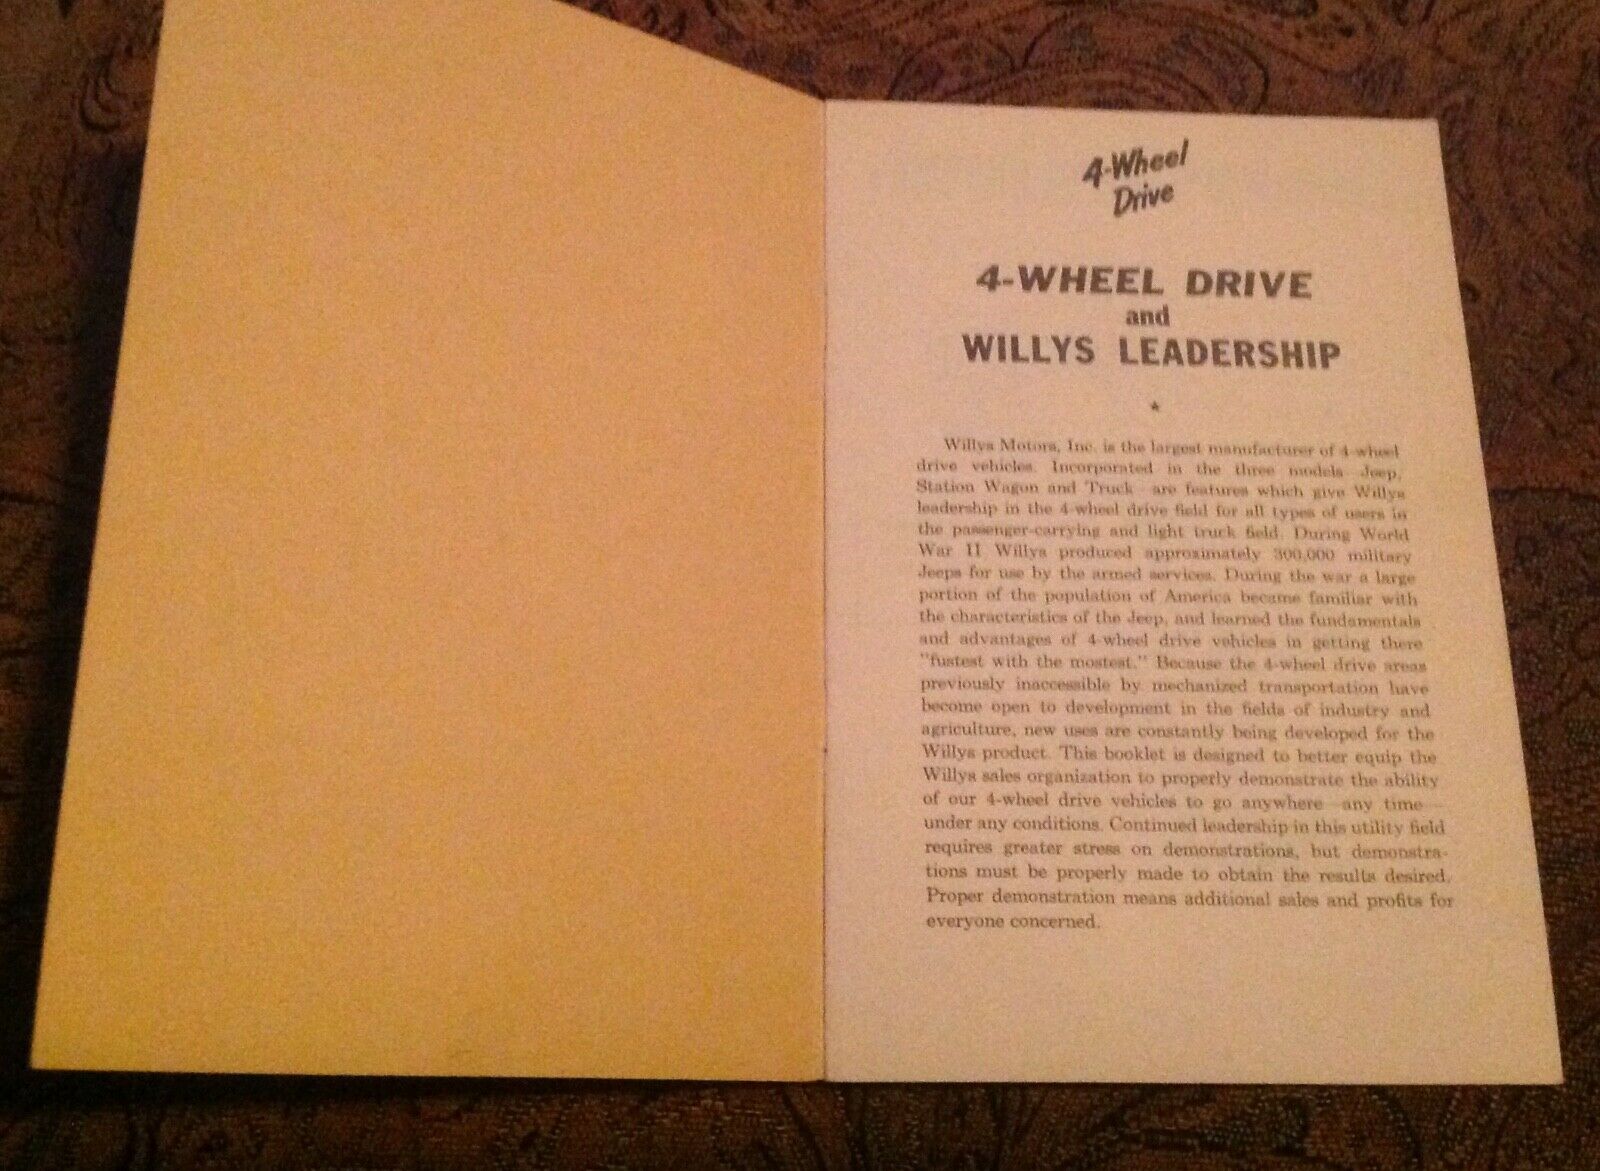 4-Wheel
Drive
4-WHEEL DRIVE
and
WILLYS LEADERSHIP
★
Willys Motors, Inc. is the largest manufacturer of 4-wheel
drive vehicles. Incorporated in the three models—Jeep,
Station Wagon and Truck—are features which give Willys
leadership in the 4-wheel drive field for all types of users in
the passenger-carrying and light truck field. During World
War II Willys produced approximately 300,000 military
Jeeps for use by the armed services. During the war a large
portion of the population of America became familiar with
the characteristics of the Jeep, and learned the fundamentals
and advantages of 4-wheel drive vehicles in getting there
"fustest with the mostest." Because the 4-wheel drive areas
previously inaccessible by mechanized transportation have
become open to development in the fields of industry and
agriculture, new uses are constantly being developed for the
Willys product. This booklet is designed to better equip the
Willys sales organization to properly demonstrate the ability
of our 4-wheel drive vehicles to go anywhere—any time—
under any conditions. Continued leadership in this utility field
requires greater stress on demonstrations, but demonstra-
tions must be properly made to obtain the results desired.
Proper demonstration means additional sales and profits for
everyone concerned.